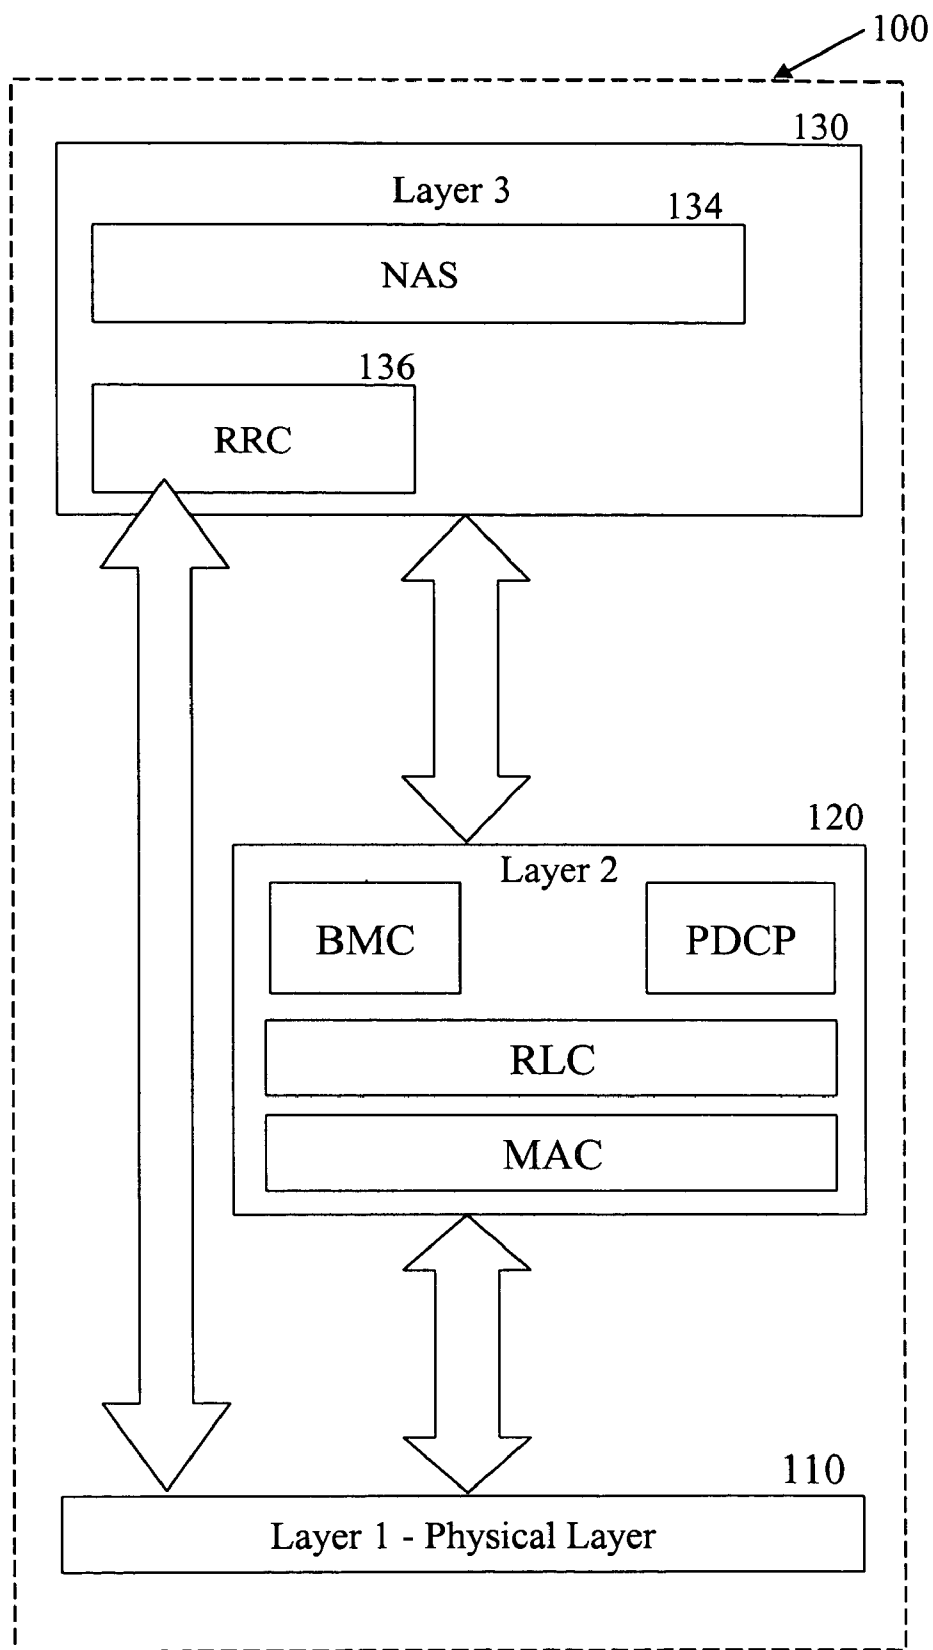 100
130
Layer 3
134
NAS
136
RRC
120
Layer 2
BMC
PDCP
RLC
MAC
110
Layer 1 - Physical Layer